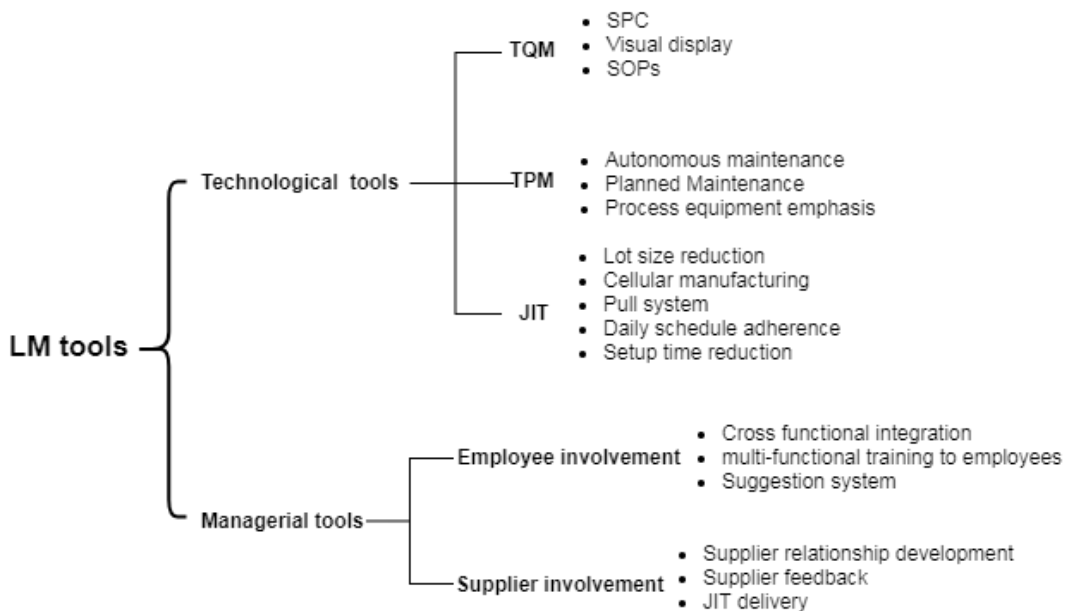 LM tools
Technological tools
TQM
• SPC
• Visual display
• SOPs
TPM
• Autonomous maintenance
• Planned Maintenance
• Process equipment emphasis
JIT
• Lot size reduction
• Cellular manufacturing
• Pull system
• Daily schedule adherence
• Setup time reduction
Managerial tools
Employee involvement
• Cross functional integration
• multi-functional training to employees
• Suggestion system
Supplier involvement
• Supplier relationship development
• Supplier feedback
• JIT delivery